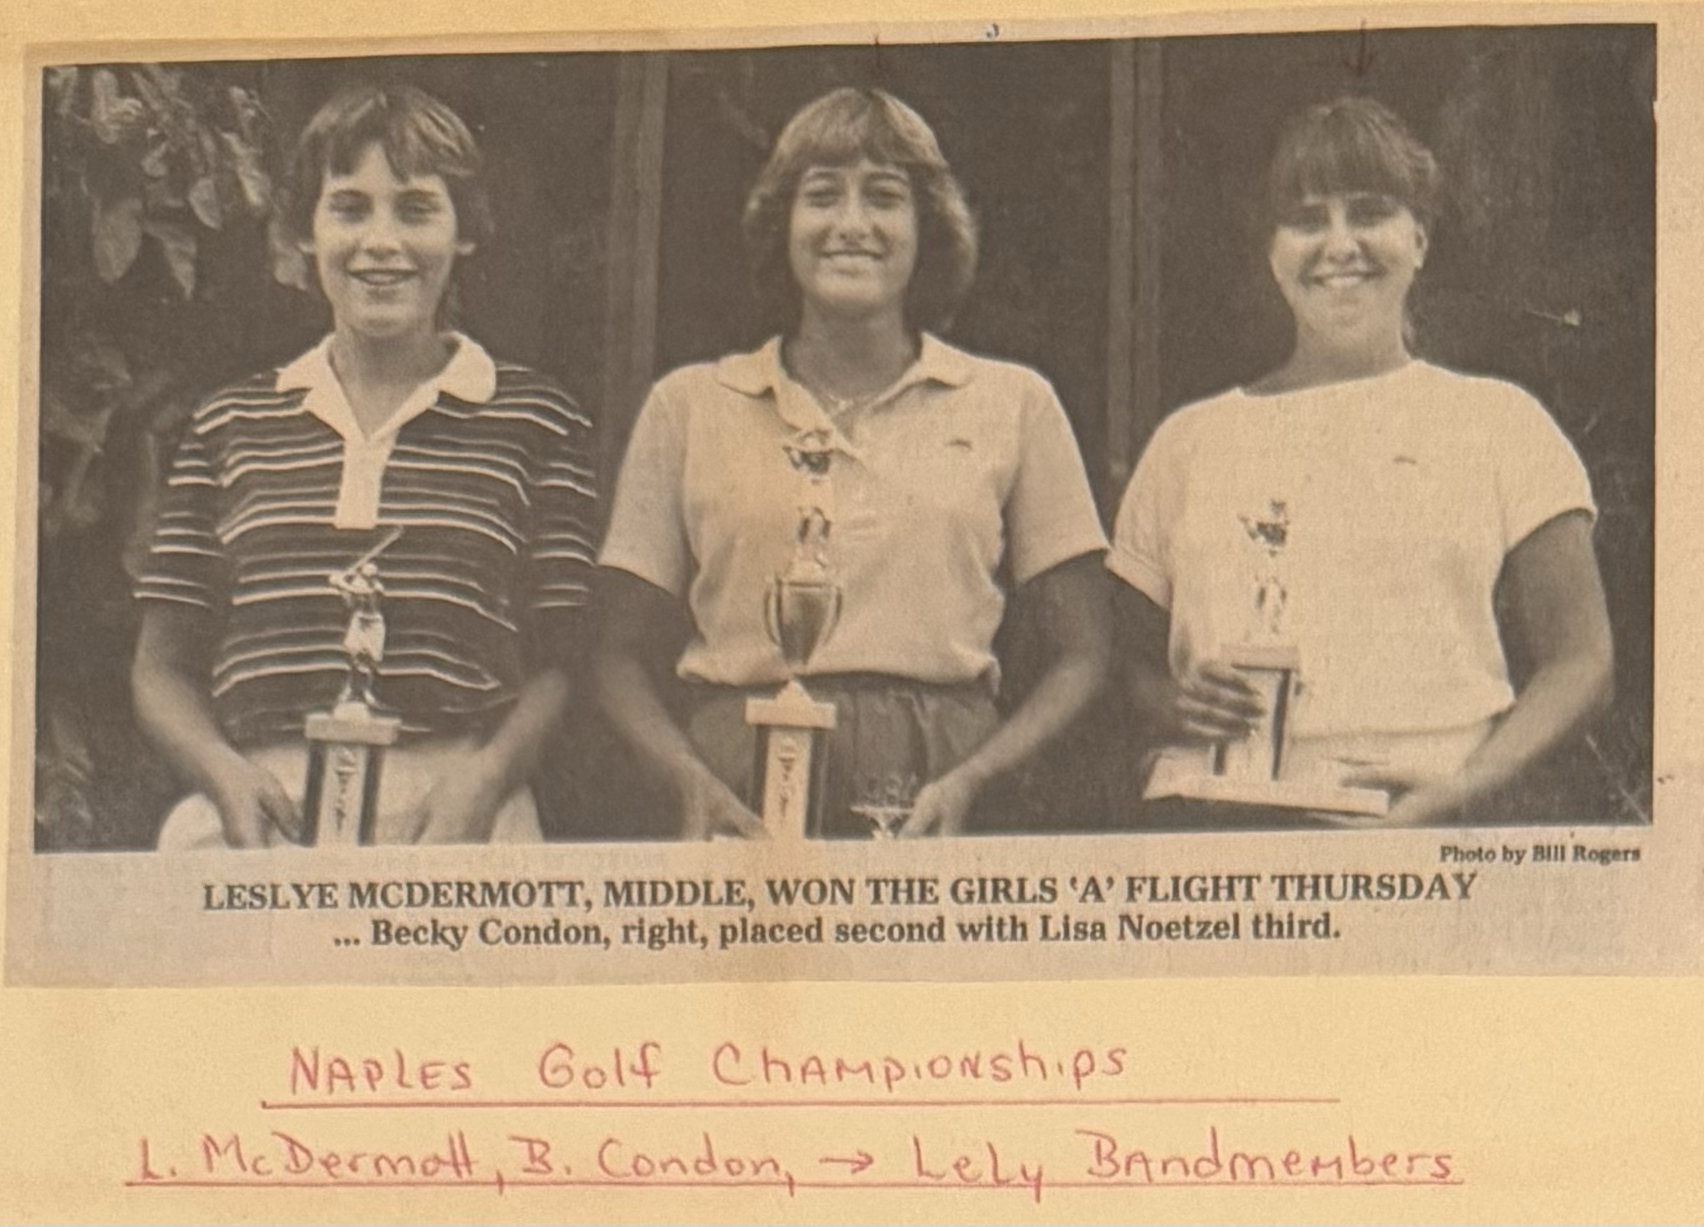 Photo by Bill Rogers
LESLYE MCDERMOTT, MIDDLE, WON THE GIRLS ‘A’ FLIGHT THURSDAY
... Becky Condon, right, placed second with Lisa Noetzel third.
NAPLES Golf CHAMPIONShips
L. McDermott, B. Condon, → Lely BAndmembers